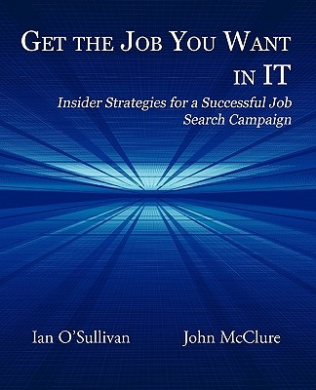 Get the Job You Want
in IT
Insider Strategies for a Successful Job
Search Campaign
Ian O'Sullivan John McClure